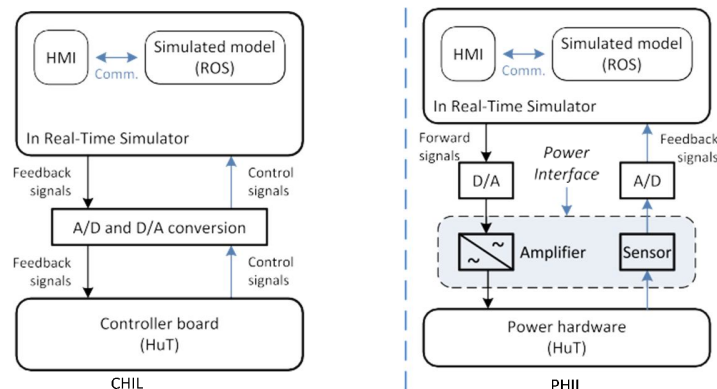 HMI
Comm.
Simulated model
(ROS)
In Real-Time Simulator
Feedback
signals
Control
signals
A/D and D/A conversion
Feedback
signals
Control
signals
Controller board
(HuT)
CHIL
HMI
Comm.
Simulated model
(ROS)
In Real-Time Simulator
Forward
signals
Power
Interface
Feedback
signals
D/A
A/D
~
~
Amplifier
Sensor
Power hardware
(HuT)
PHIL